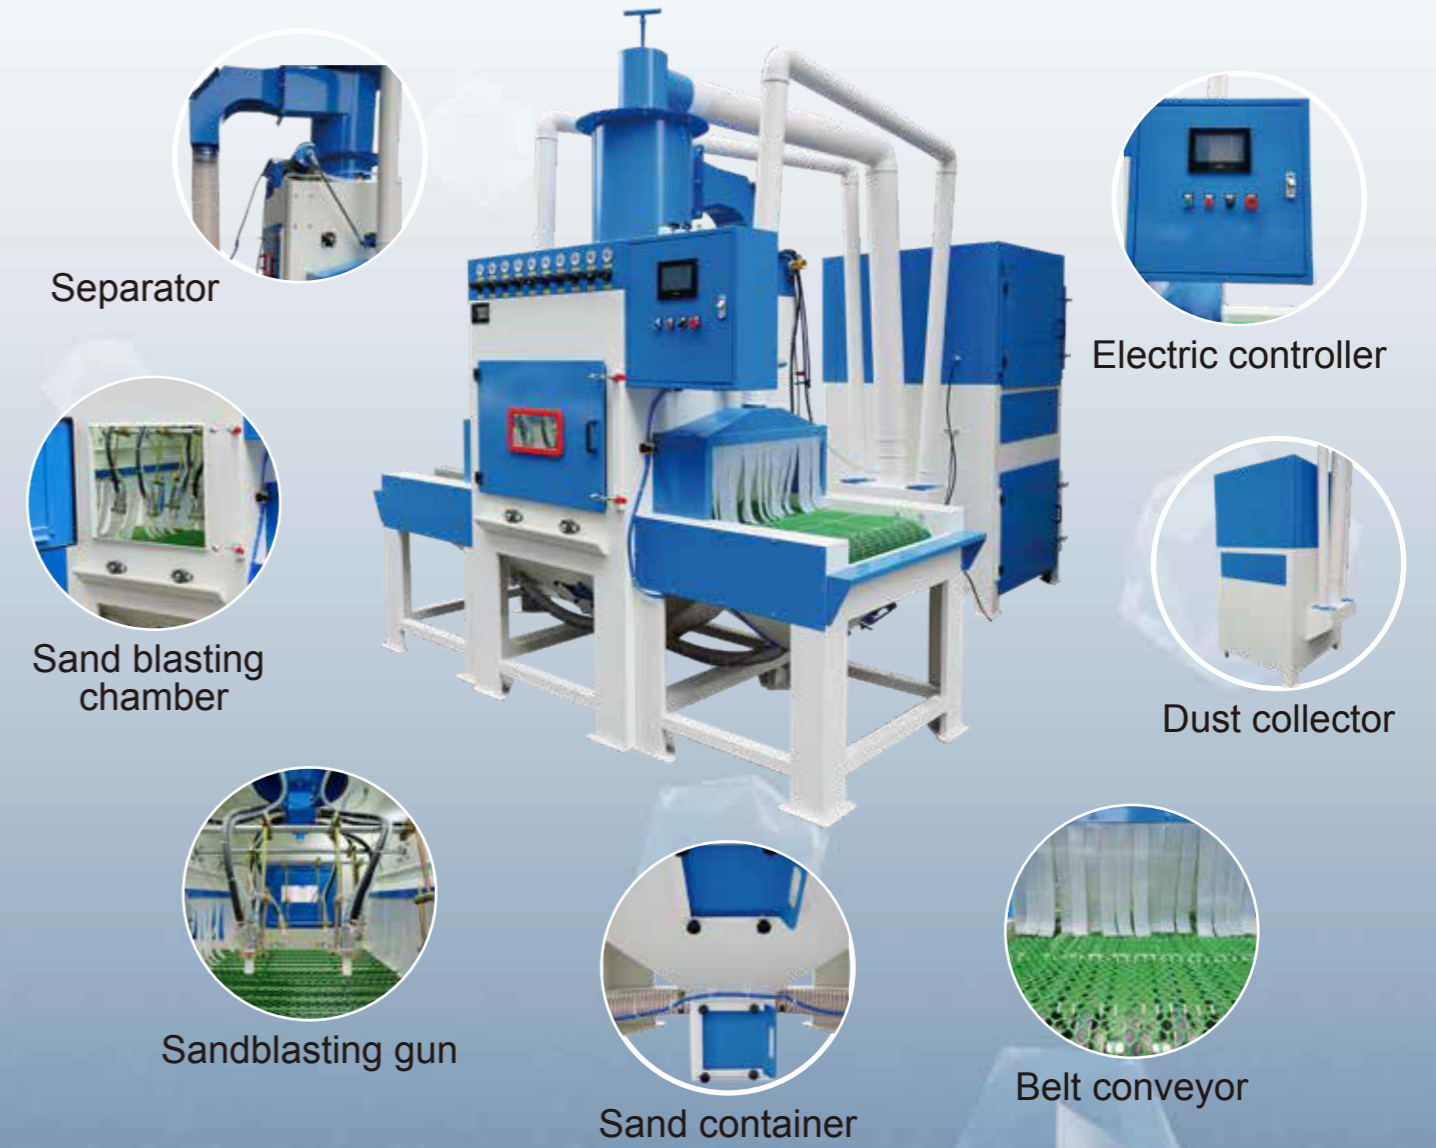 Separator
Electric controller
Sand blasting
chamber
Dust collector
Sandblasting gun
Sand container
Belt conveyor